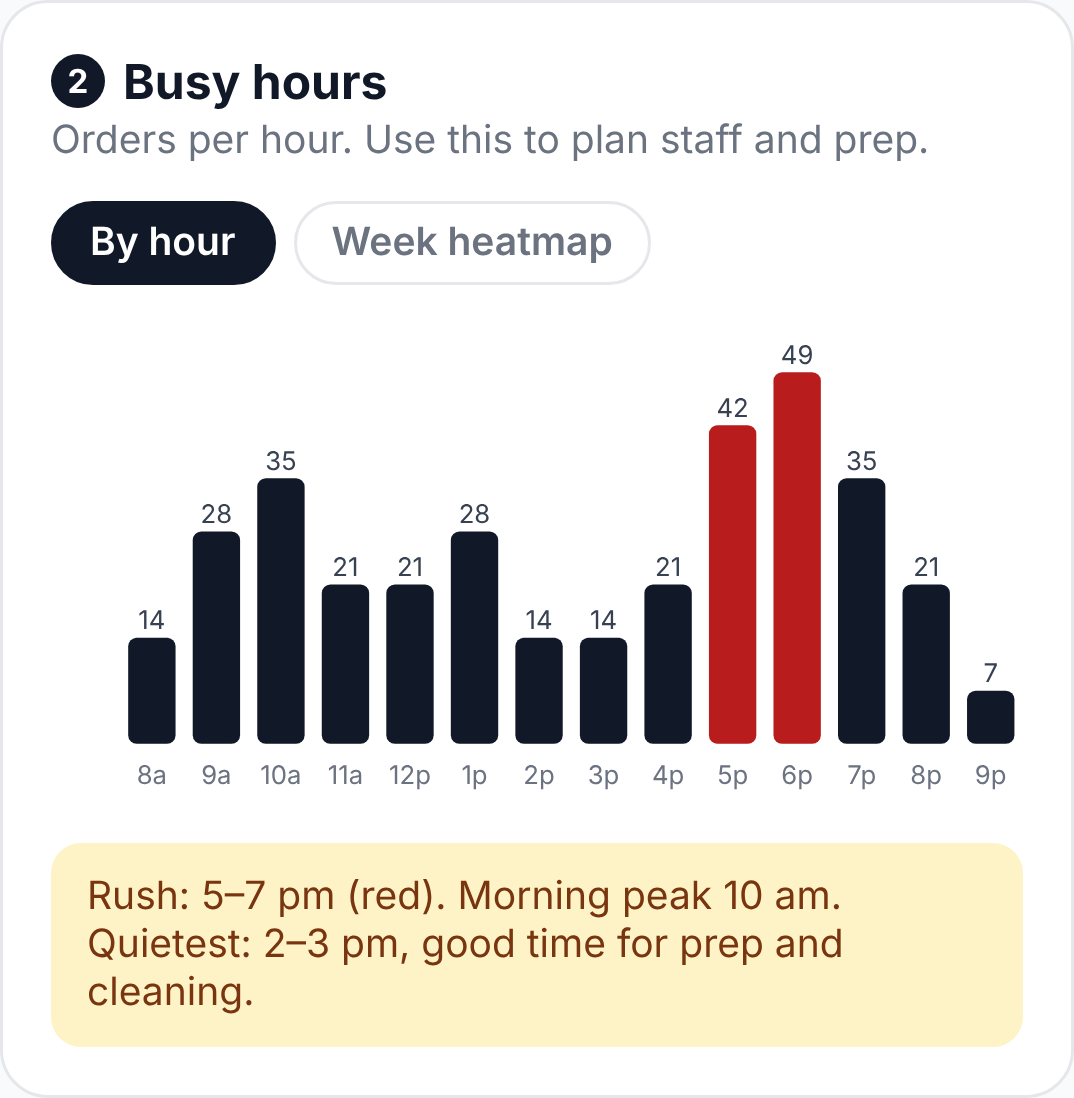 2 Busy hours
Orders per hour. Use this to plan staff and prep.
By hour Week heatmap
49
42
35 35
28 28
21 21 21 21
14 14 14
7
8a 9a 10a 11a 12p 1p 2p 3p 4p 5p 6p 7p 8p 9p
Rush: 5–7 pm (red). Morning peak 10 am.
Quietest: 2–3 pm, good time for prep and
cleaning.